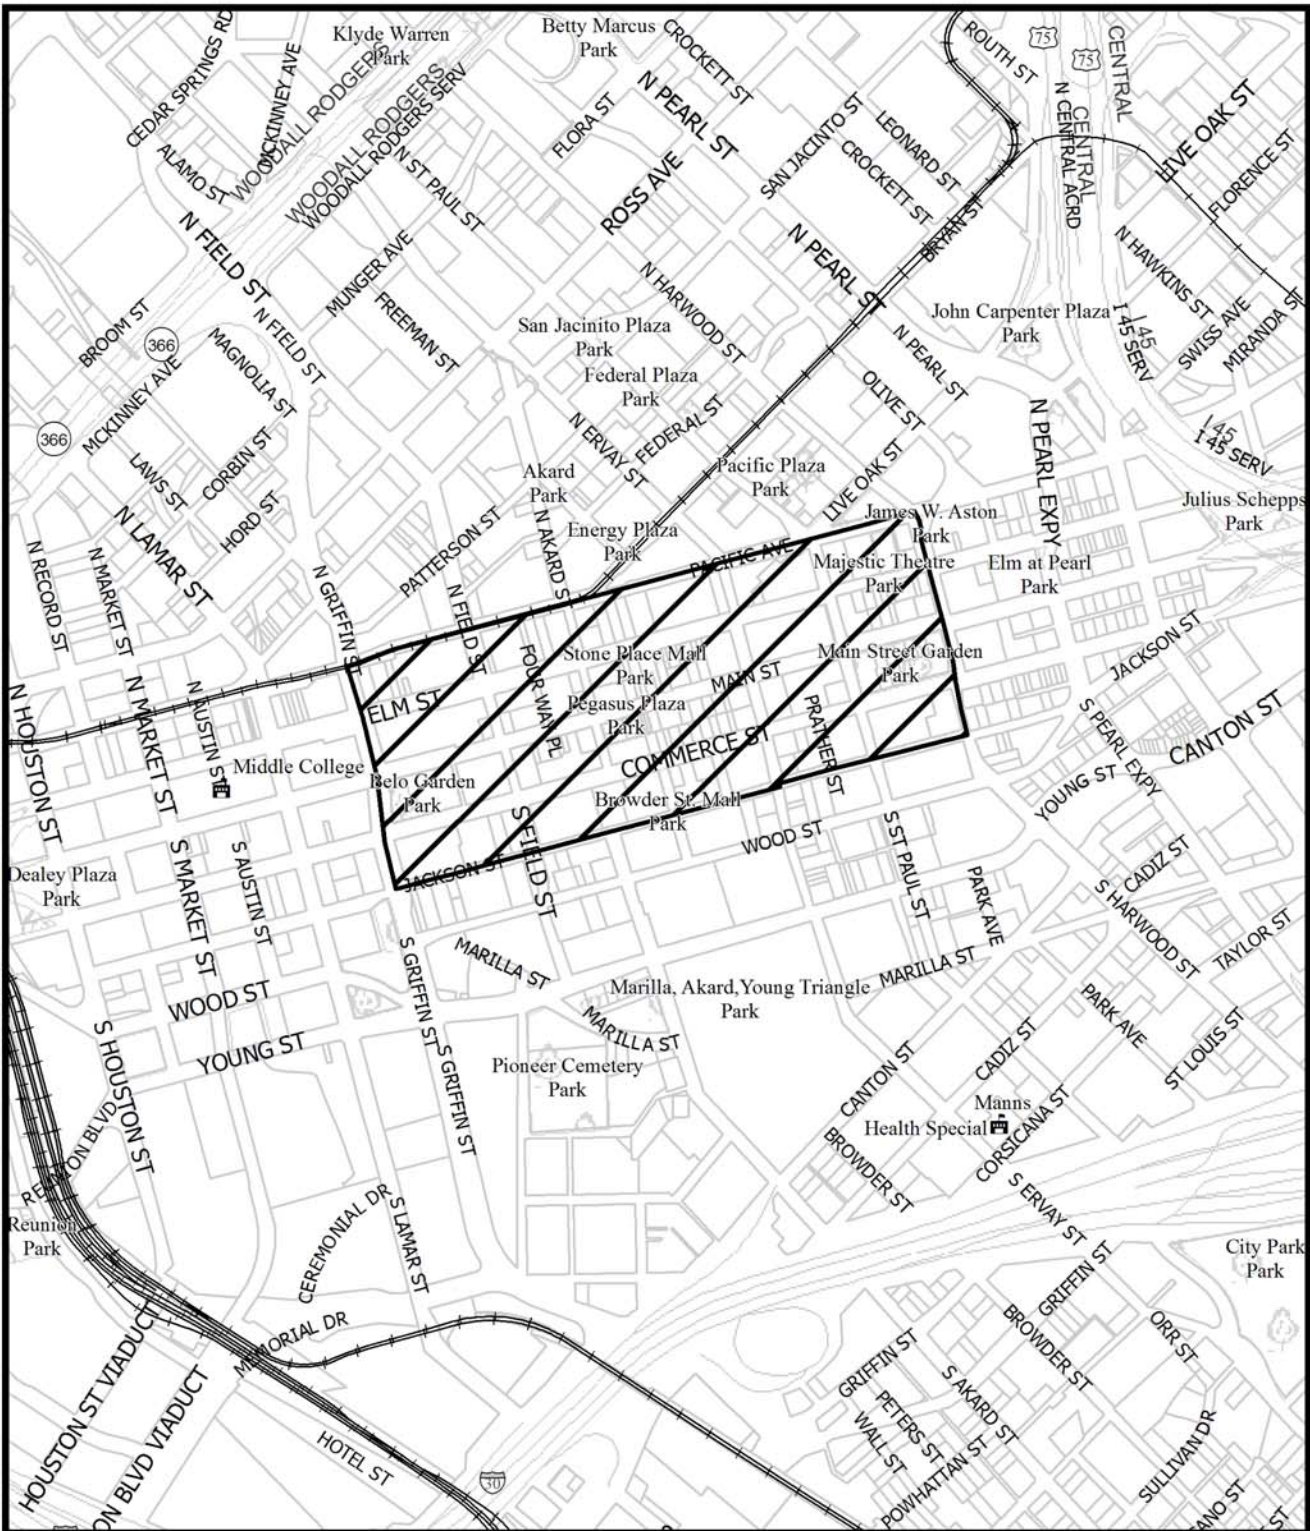 Klyde Warren
Park
Betty Marcus
Park
CROCKETT ST
ROUTH ST
75
75
CENTRAL
CEDAR SPRINGS RD
MCKINNEY AVE
WOODALL RODGERS
WOODALL RODGERS
WOODALL RODGERS SERV
ALAMO ST
N ST PAUL ST
FLORA ST
N PEARL ST
SAN JACINTO ST
LEONARD ST
CROCKETT ST
N CENTRAL ACRD
CENTRAL
LIVE OAK ST
FLORENCE ST
ROSS AVE
BRYAN ST
N FIELD ST
MUNGER AVE
N PEARL ST
N HAWKINS ST
N FIELD ST
FREEMAN ST
N HARWOOD ST
BROOM ST
366
MAGNOLIA ST
San Jacinito Plaza
Park
John Carpenter Plaza
Park
I 45 SERV
I 45
SWISS AVE
MIRANDA ST
N PEARL ST
Federal Plaza
Park
OLIVE ST
MCKINNEY AVE
366
N ERVAY ST
FEDERAL ST
N PEARL EXPY
I 45
I 45 SERV
LAWS ST
CORBIN ST
HORD ST
Akard
Park
Pacific Plaza
Park
LIVE OAK ST
Julius Schepps
Park
N LAMAR ST
James W. Aston
Park
N RECORD ST
N MARKET ST
PATTERSON ST
N AKARD S
Energy Plaza
Park
PACIFIC AVE
Majestic Theatre
Park
Elm at Pearl
Park
N GRIFFIN ST
N FIELD ST
FOUR WAY PL
Stone Place Mall
Park
MAIN ST
Main Street Garden
Park
JACKSON ST
N HOUSTON ST
N MARKET ST
N AUSTIN ST
ELM ST
Pegasus Plaza
Park
PRATHER ST
S PEARL EXPY
CANTON ST
COMMERCE ST
Middle College
Belo Garden
Park
YOUNG ST
Browder St. Mall
Park
S FIELD ST
WOOD ST
S ST PAUL ST
Dealey Plaza
Park
S MARKET ST
S AUSTIN ST
JACKSON ST
PARK AVE
CADIZ ST
S HARWOOD ST
TAYLOR ST
S GRIFFIN ST
MARILLA ST
MARILLA ST
WOOD ST
Marilla, Akard,Young Triangle
Park
PARK AVE
S HOUSTON ST
YOUNG ST
MARILLA ST
CADIZ ST
ST LOUIS ST
S GRIFFIN ST
Pioneer Cemetery
Park
CANTON ST
Manns
Health Special
CORSICANA ST
REUNION BLVD
BROWDER ST
S ERVAY ST
Reunion
Park
CEREMONIAL DR
S LAMAR ST
City Park
Park
GRIFFIN ST
MEMORIAL DR
BROWDER ST
ORR ST
HOUSTON ST VIADUCT
ON BLVD VIADUCT
GRIFFIN ST
S AKARD ST
PETERS ST
WALL ST
SULLIVAN DR
HOTEL ST
30
POWHATTAN ST
ANO ST
ST